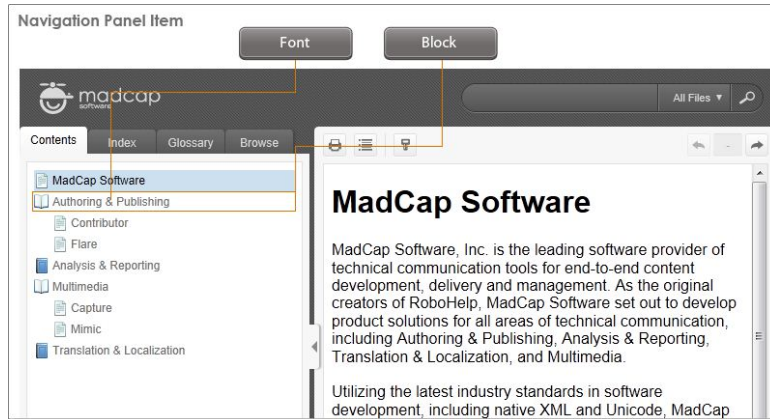 Navigation Panel Item
Font
Block
madcap
software
All Files
Contents
Index
Glossary
Browse
MadCap Software
Authoring & Publishing
Contributor
Flare
Analysis & Reporting
Multimedia
Capture
Mimic
Translation & Localization
MadCap Software
MadCap Software, Inc. is the leading software provider of
technical communication tools for end-to-end content
development, delivery and management. As the original
creators of RoboHelp, MadCap Software set out to develop
product solutions for all areas of technical communication,
including Authoring & Publishing, Analysis & Reporting,
Translation & Localization, and Multimedia.
Utilizing the latest industry standards in software
development, including native XML and Unicode, MadCap